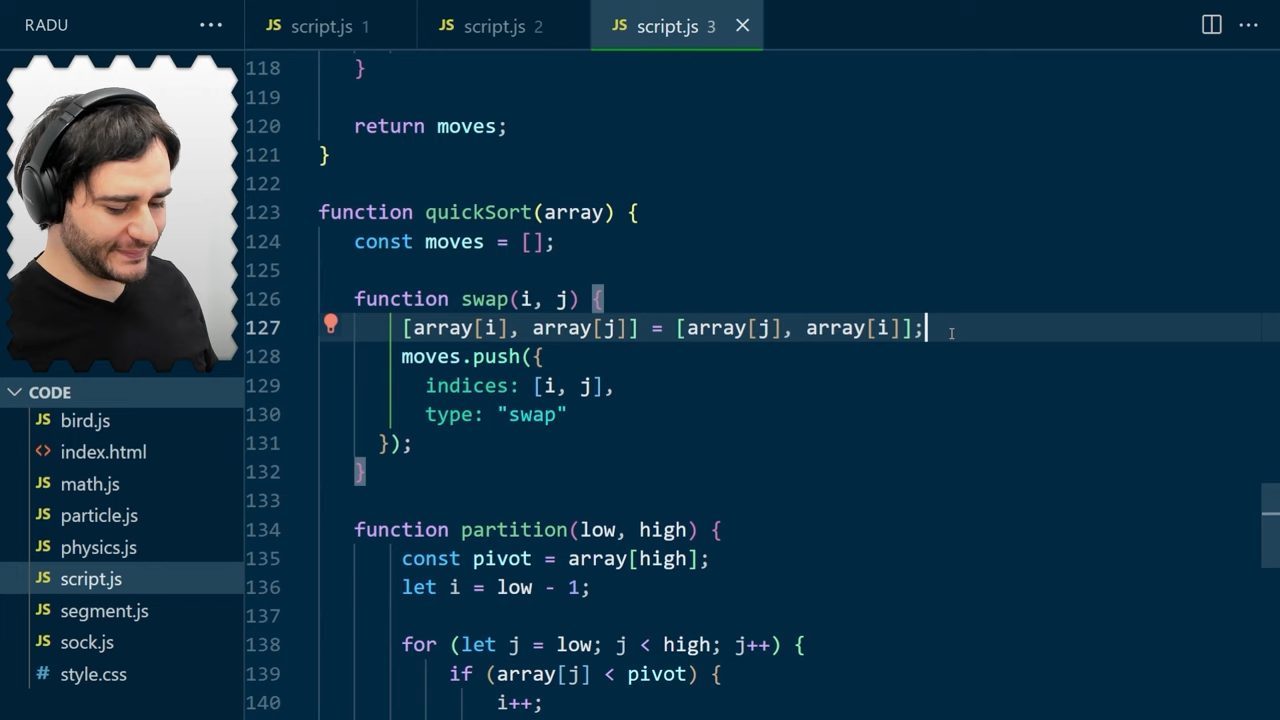 RADU
script.js 1
script.js 2
script.js 3
118 }
119
120 return moves;
121 }
122
123 function quickSort(array) {
124 const moves = [];
125
126 function swap(i, j) {
127 [array[i], array[j]] = [array[j], array[i]];
128 moves.push({
129 indices: [i, j],
130 type: "swap"
131 });
132 }
133
134 function partition(low, high) {
135 const pivot = array[high];
136 let i = low - 1;
137
138 for (let j = low; j < high; j++) {
139 if (array[j] < pivot) {
140 i++;
CODE
JS bird.js
<> index.html
JS math.js
JS particle.js
JS physics.js
JS script.js
JS segment.js
JS sock.js
# style.css